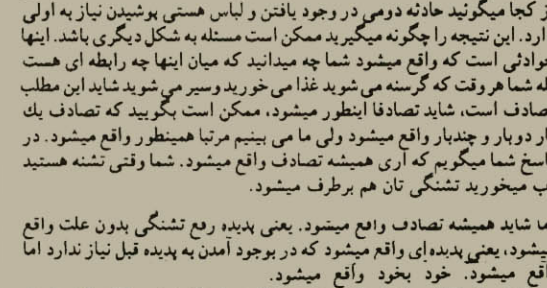 از کجا میگوئید حادثه دومی در وجود یافتن و لباس هستی پوشیدن نیاز به اولی
دارد. این نتیجه را چگونه میگیرید ممکن است مسئله به شکل دیگری باشد. اینها
حوادثی است که واقع میشود شما چه میدانید که میان اینها چه رابطه ای هست
له شما هر وقت که گرسنه می شوید غذا می خورید وسیر می شوید شاید این مطلب
تصادف است، شاید تصادفا اینطور میشود، ممکن است بگویید که تصادف یك
بار دوبار و چندبار واقع میشود ولی ما می بینیم مرتبا همینطور واقع میشود. در
پاسخ شما میگویم که آری همیشه تصادف واقع میشود. شما وقتی تشنه هستید
آب میخورید تشنگی تان هم برطرف میشود.
اما شاید همیشه تصادف واقع میشود. یعنی پدیده رفع تشنگی بدون علت واقع
میشود، یعنی پدیده‌ای واقع میشود که در بوجود آمدن به پدیده قبل نیاز ندارد اما
واقع میشود. خود بخود واقع میشود.